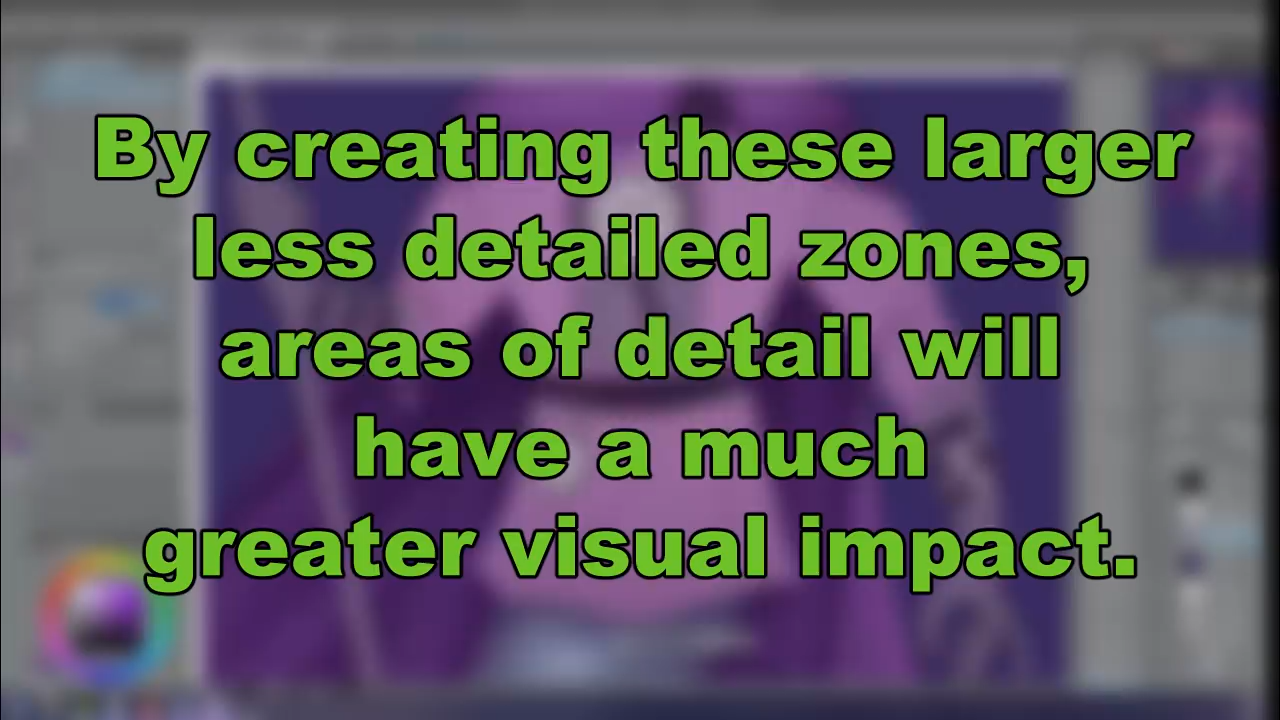 By creating these larger
less detailed zones,
areas of detail will
have a much
greater visual impact.